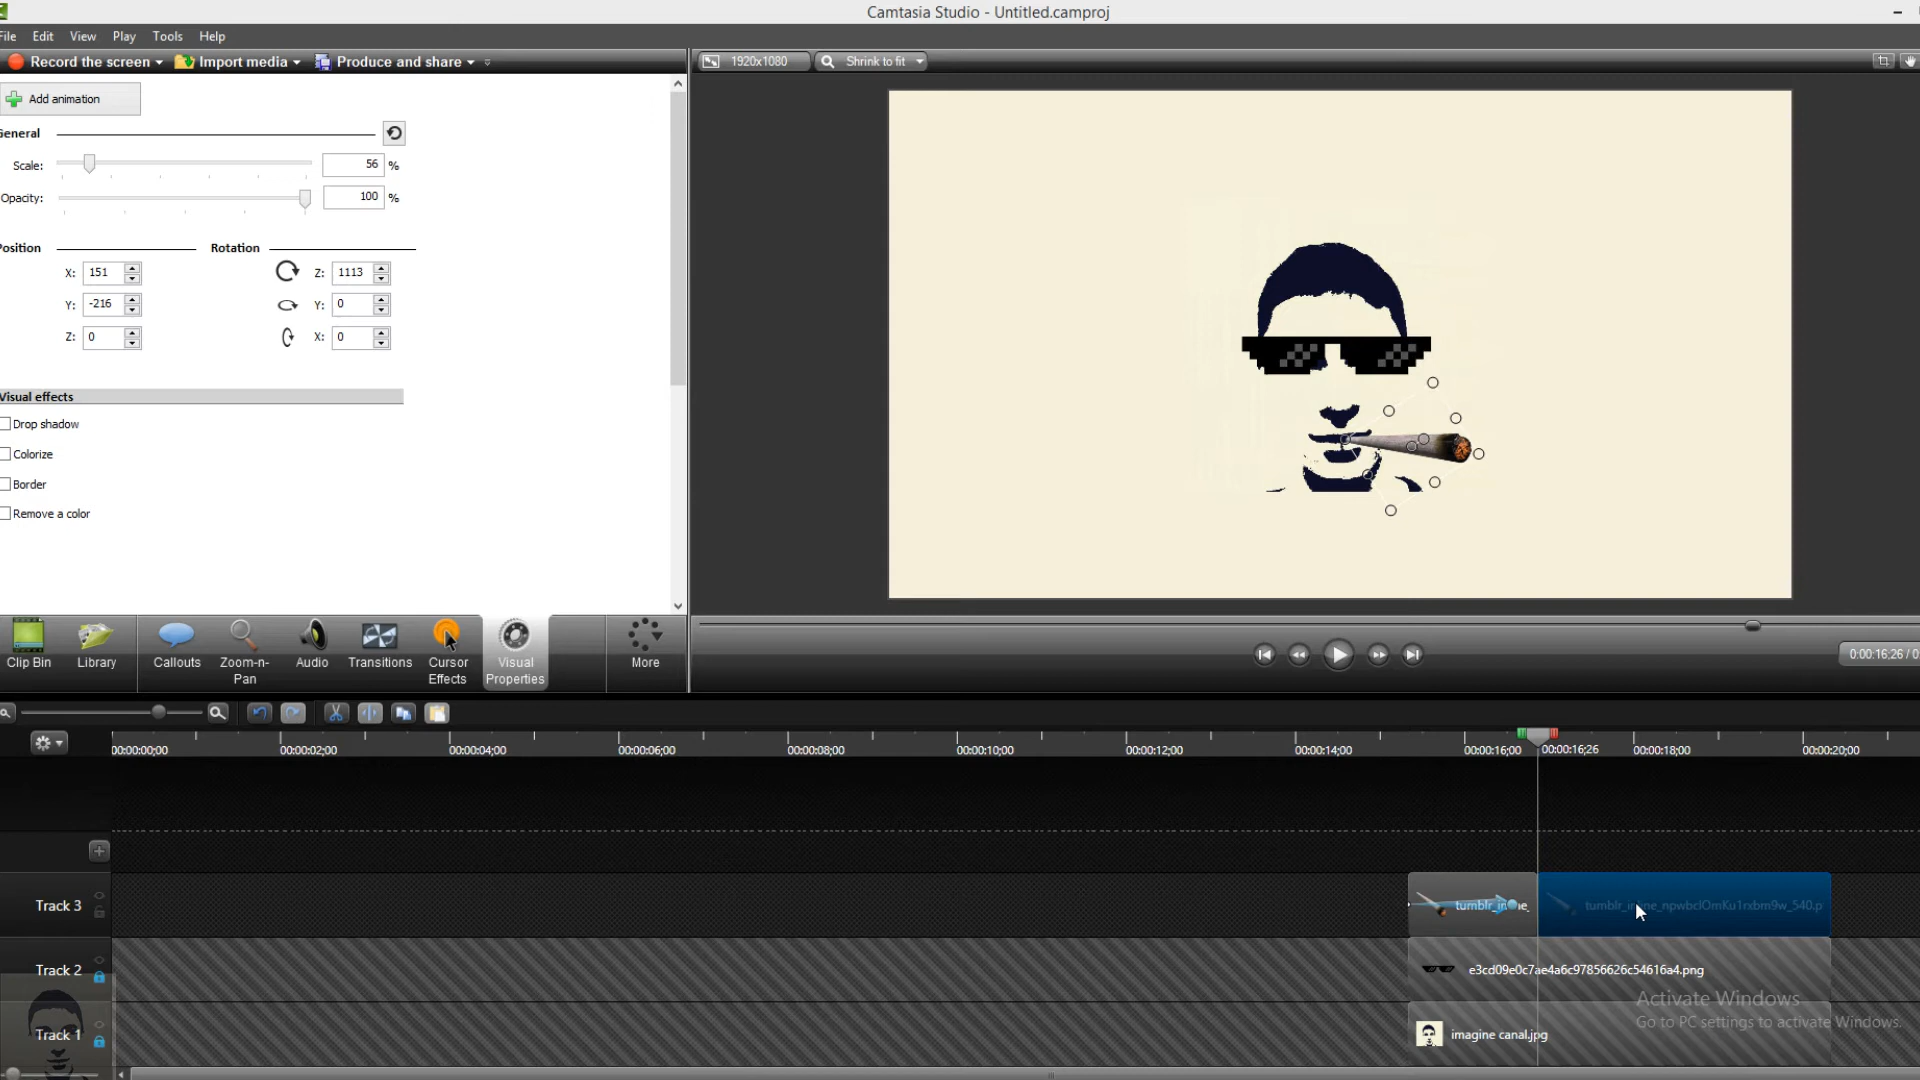 Camtasia Studio - Untitled.camproj
File Edit View Play Tools Help
Record the screen Import media Produce and share 1920x1080 Shrink to fit
Add animation
General
Scale: 56 %
Opacity: 100 %
Position Rotation
X: 151 Z: 1113
Y: -216 Y: 0
Z: 0 X: 0
Visual effects
Drop shadow
Colorize
Border
Remove a color
Clip Bin Library Callouts Zoom-n-Pan Audio Transitions Cursor Effects Visual Properties More
0:00:16;26 / 0:
00:00:00;00 00:00:02;00 00:00:04;00 00:00:06;00 00:00:08;00 00:00:10;00 00:00:12;00 00:00:14;00 00:00:16;00 00:00:16;26 00:00:18;00 00:00:20;00
Track 3
Track 2 e3cd09e0c7ae4a6c97856626c54616a4.png
Activate Windows
Go to PC settings to activate Windows.
Track 1 imagine canal.jpg